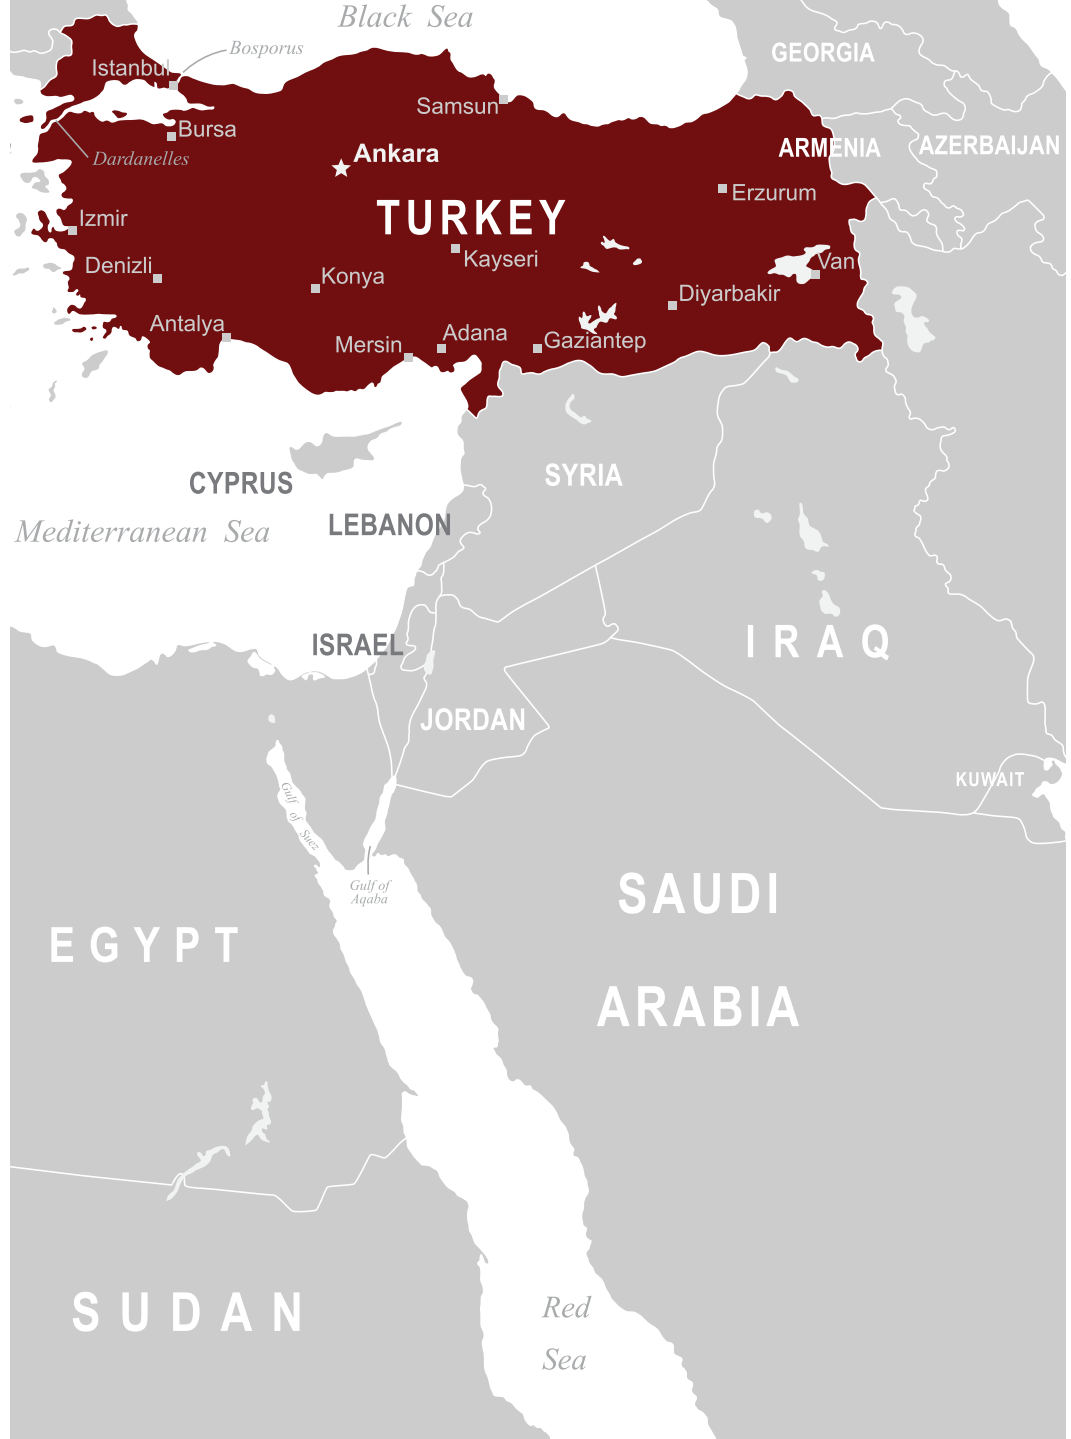 Black Sea
Bosporus
GEORGIA
Istanbul
Samsun
Bursa
ARMENIA
AZERBAIJAN
Dardanelles
Ankara
Erzurum
Izmir
TURKEY
Kayseri
Denizli
Konya
Van
Diyarbakir
Antalya
Mersin
Adana
Gaziantep
CYPRUS
SYRIA
Mediterranean Sea
LEBANON
ISRAEL
IRAQ
JORDAN
KUWAIT
Gulf of Suez
Gulf of
Aqaba
SAUDI
EGYPT
ARABIA
SUDAN
Red
Sea